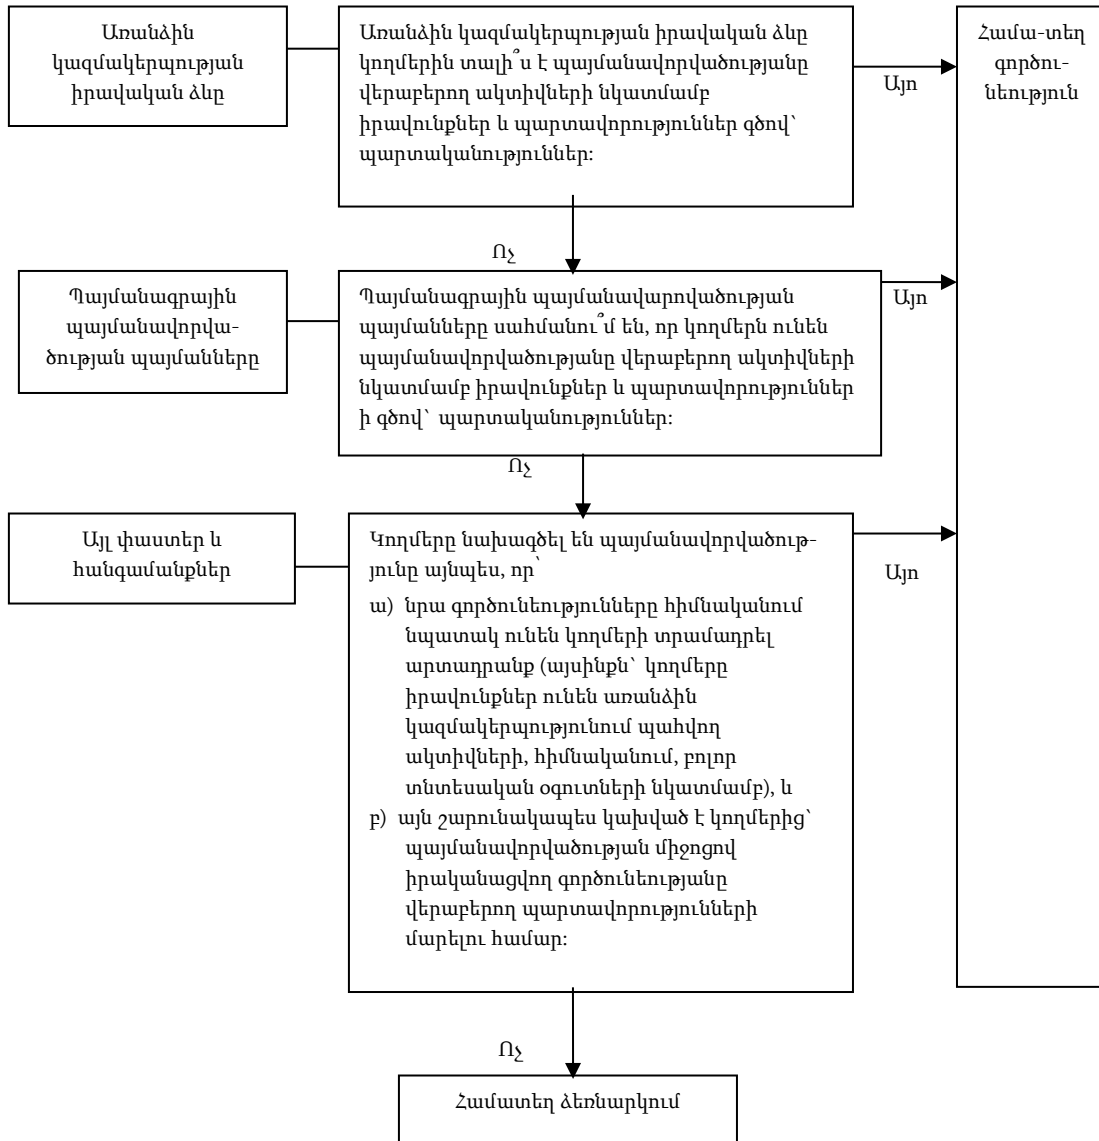 Առանձին
կազմակերպության
իրավական ձևը
Առանձին կազմակերպության իրավական ձևը
կողմերին տալի՞ս է պայմանավորվածությանը
վերաբերող ակտիվների նկատմամբ
իրավունքներ և պարտավորություններ գծով՝
պարտականություններ:
Այո
Համա-տեղ
գործու-
նեություն
Ոչ
Պայմանագրային
պայմանավորվա-
ծության պայմանները
Պայմանագրային պայմանավարովածության
պայմանները սահմանու՞մ են, որ կողմերն ունեն
պայմանավորվածությանը վերաբերող ակտիվների
նկատմամբ իրավունքներ և պարտավորություններ
ի գծով՝ պարտականություններ:
Այո
Ոչ
Այլ փաստեր և
հանգամանքներ
Կողմերը նախագծել են պայմանավորվածութ-
յունը այնպես, որ՝
ա) նրա գործունեությունները հիմնականում
նպատակ ունեն կողմերի տրամադրել
արտադրանք (այսինքն՝ կողմերը
իրավունքներ ունեն առանձին
կազմակերպությունում պահվող
ակտիվների, հիմնականում, բոլոր
տնտեսական օգուտների նկատմամբ), և
բ) այն շարունակապես կախված է կողմերից՝
պայմանավորվածության միջոցով
իրականացվող գործունեությանը
վերաբերող պարտավորությունների
մարելու համար:
Այո
Ոչ
Համատեղ ձեռնարկում